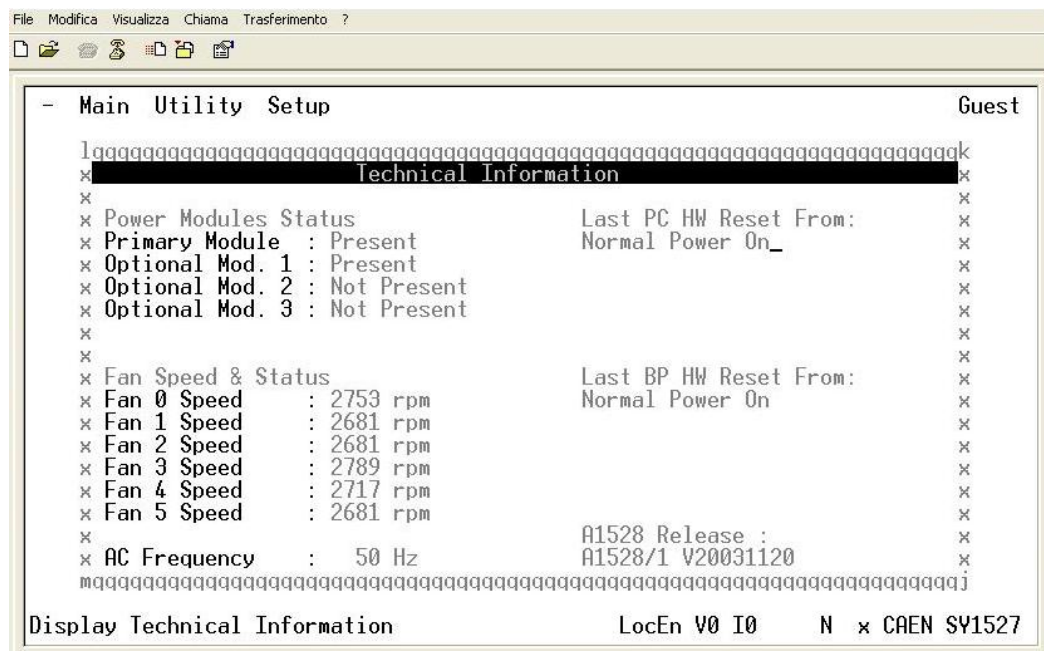 File Modifica Visualizza Chiama Trasferimento ?
- Main Utility Setup Guest
lqqqqqqqqqqqqqqqqqqqqqqqqqqqqqqqqqqqqqqqqqqqqqqqqqqqqqqqqqqqqqqqqqqqqqk
x Technical Information x
x x
x Power Modules Status Last PC HW Reset From: x
x Primary Module : Present Normal Power On_ x
x Optional Mod. 1 : Present x
x Optional Mod. 2 : Not Present x
x Optional Mod. 3 : Not Present x
x x
x x
x Fan Speed & Status Last BP HW Reset From: x
x Fan 0 Speed : 2753 rpm Normal Power On x
x Fan 1 Speed : 2681 rpm x
x Fan 2 Speed : 2681 rpm x
x Fan 3 Speed : 2789 rpm x
x Fan 4 Speed : 2717 rpm x
x Fan 5 Speed : 2681 rpm x
x A1528 Release : x
x AC Frequency : 50 Hz A1528/1 V20031120 x
mqqqqqqqqqqqqqqqqqqqqqqqqqqqqqqqqqqqqqqqqqqqqqqqqqqqqqqqqqqqqqqqqqqqqqj
Display Technical Information LocEn V0 I0 N x CAEN SY1527